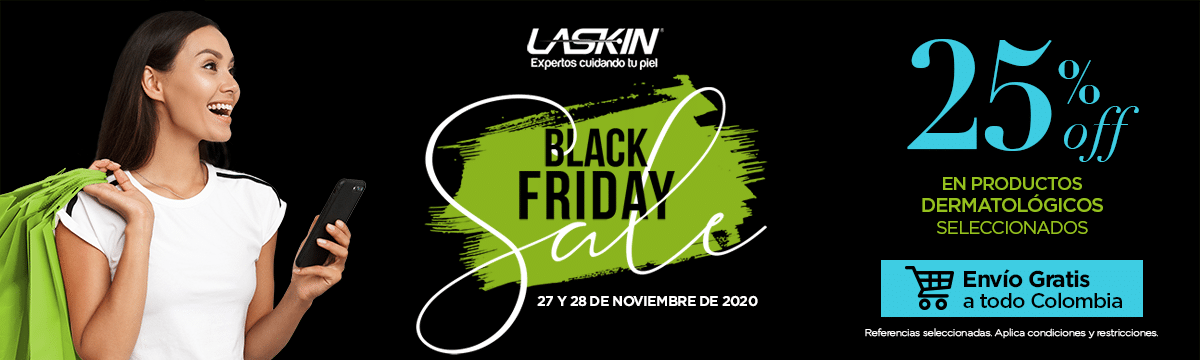 LASKIN®
Expertos cuidando tu piel
BLACK
FRIDAY
Sale
27 Y 28 DE NOVIEMBRE DE 2020
25% off
EN PRODUCTOS
DERMATOLÓGICOS
SELECCIONADOS
Envío Gratis
a todo Colombia
Referencias seleccionadas. Aplica condiciones y restricciones.